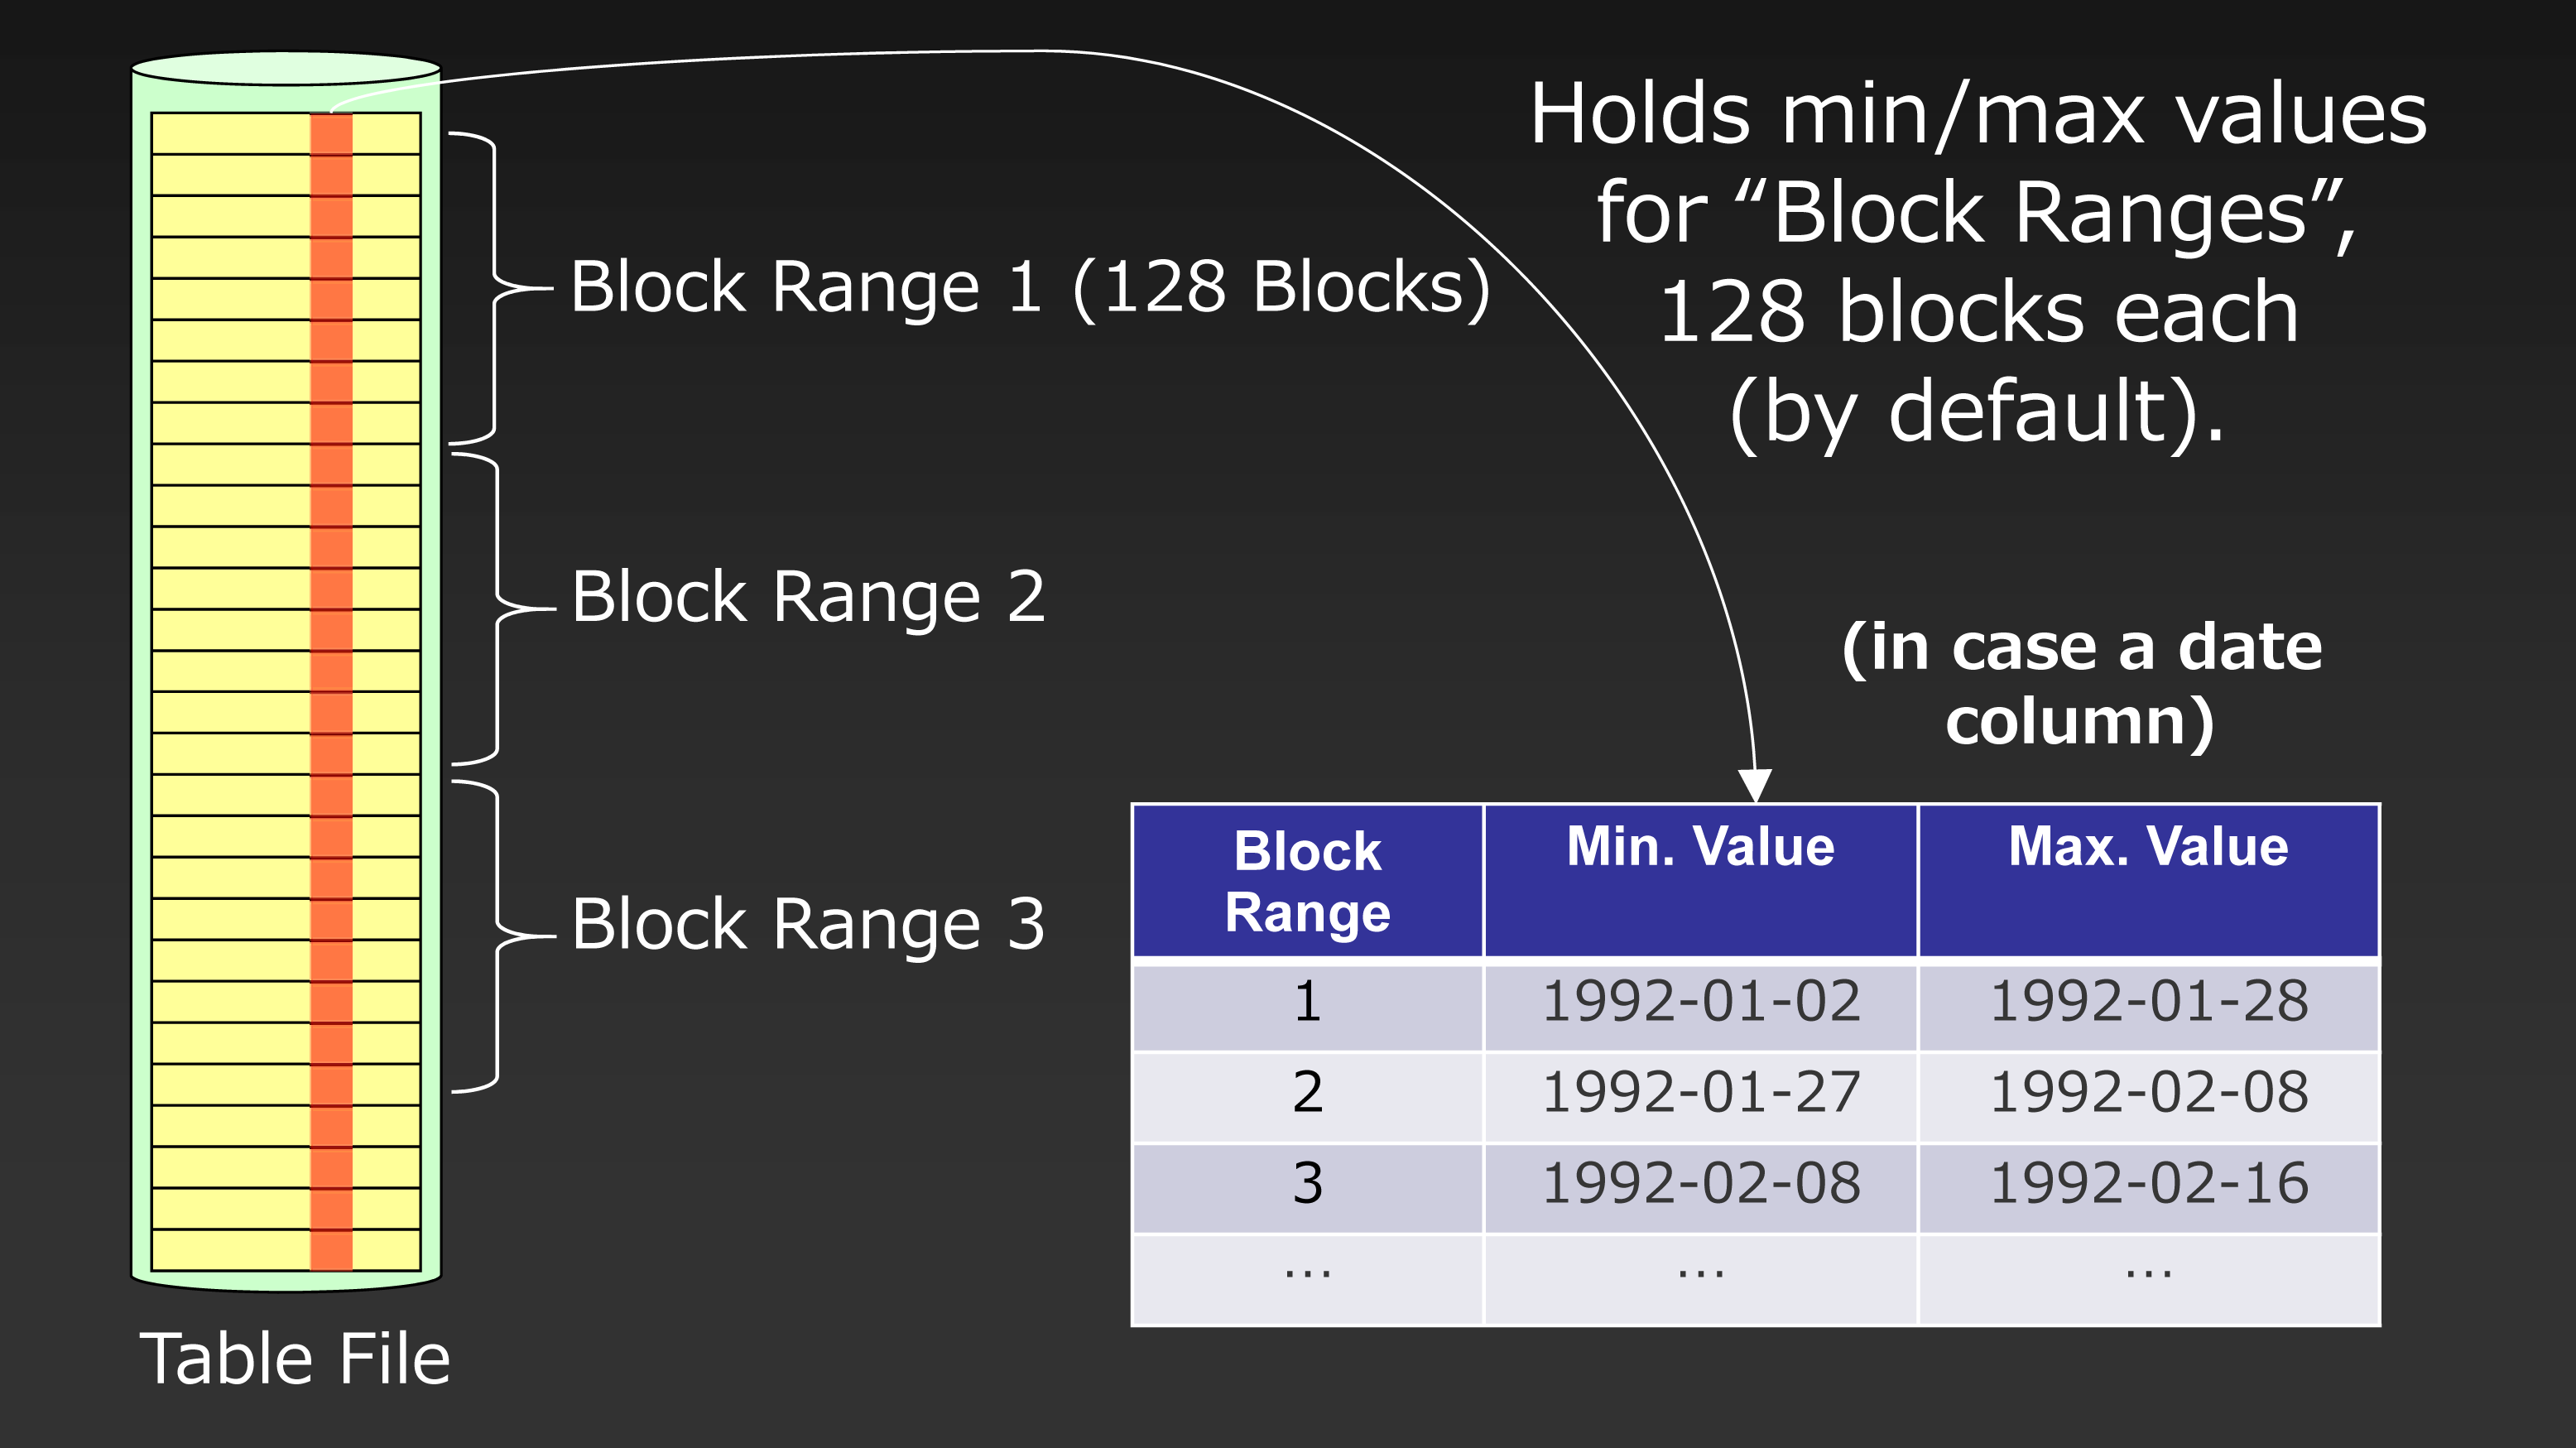 Holds min/max values
for “Block Ranges”,
128 blocks each
(by default).
Block Range 1 (128 Blocks)
Block Range 2
Block Range 3
Table File
(in case a date
column)
Block
Range
Min. Value
Max. Value
1
1992-01-02
1992-01-28
2
1992-01-27
1992-02-08
3
1992-02-08
1992-02-16
…
…
…